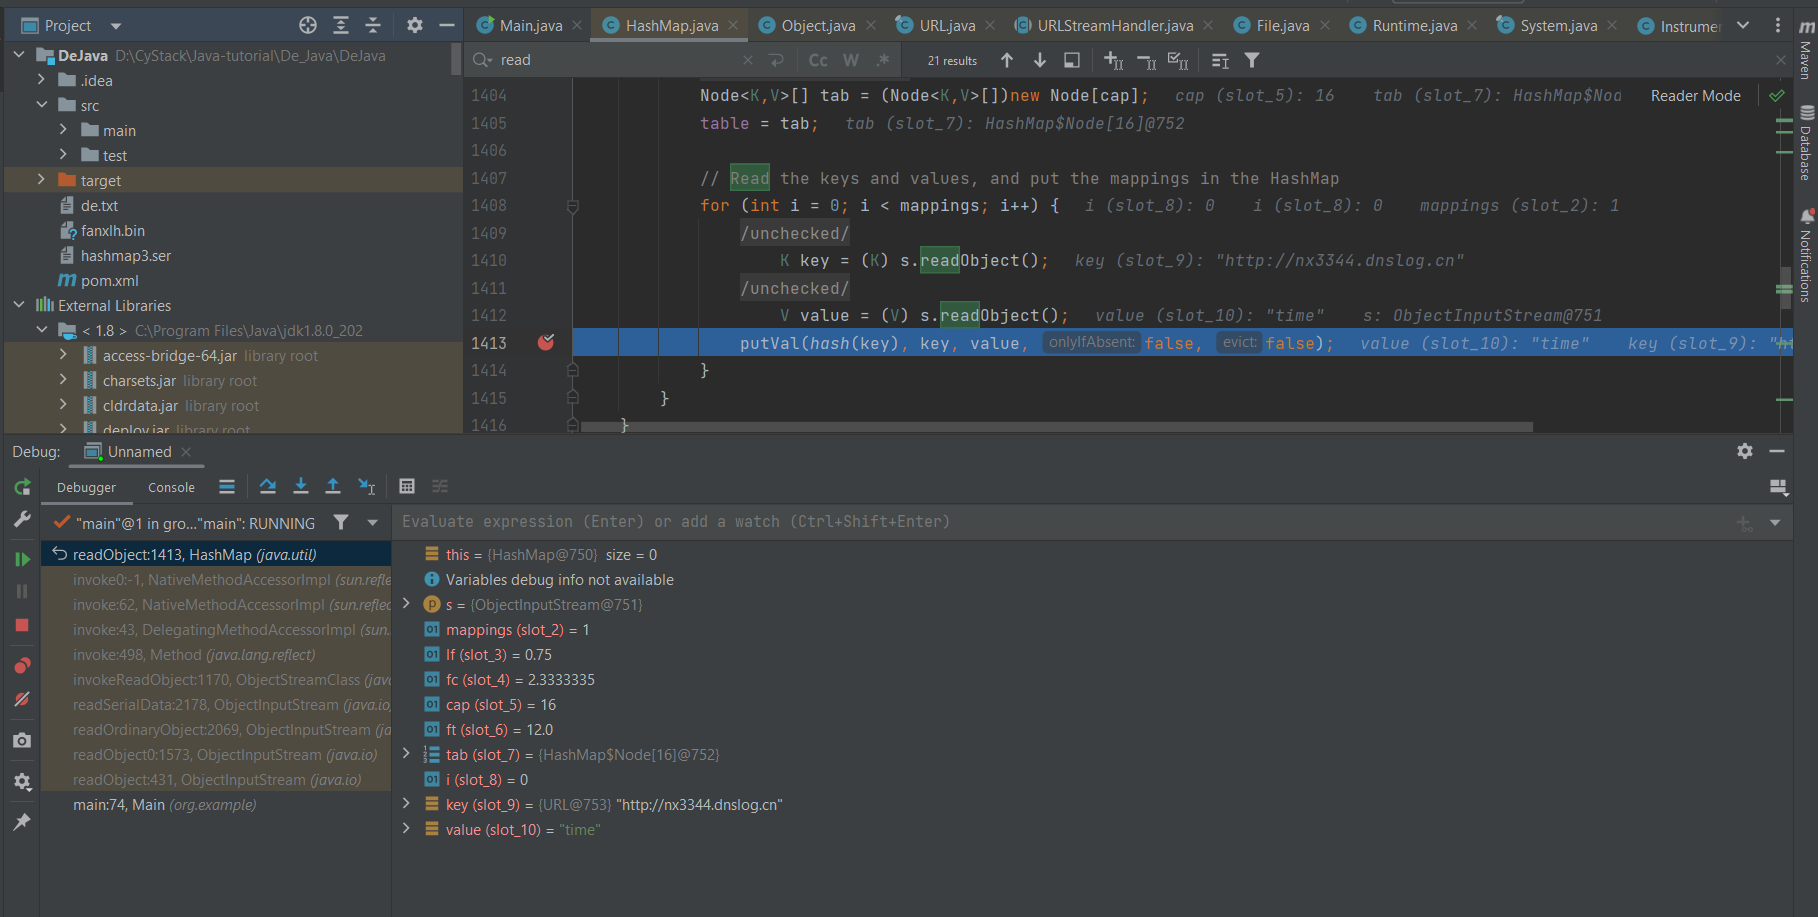 Project
DeJava D:\CyStack\Java-tutorial\De_Java\DeJava
.idea
src
main
test
target
de.txt
fanxlh.bin
hashmap3.ser
pom.xml
External Libraries
< 1.8 > C:\Program Files\Java\jdk1.8.0_202
access-bridge-64.jar library root
charsets.jar library root
cldrdata.jar library root
deploy.jar library root
Main.java
HashMap.java
Object.java
URL.java
URLStreamHandler.java
File.java
Runtime.java
System.java
Instrumer
read
Cc W .*
21 results
Reader Mode
1404 Node<K,V>[] tab = (Node<K,V>[])new Node[cap]; cap (slot_5): 16 tab (slot_7): HashMap$Nod
1405 table = tab; tab (slot_7): HashMap$Node[16]@752
1406
1407 // Read the keys and values, and put the mappings in the HashMap
1408 for (int i = 0; i < mappings; i++) { i (slot_8): 0 i (slot_8): 0 mappings (slot_2): 1
1409 /unchecked/
1410 K key = (K) s.readObject(); key (slot_9): "http://nx3344.dnslog.cn"
1411 /unchecked/
1412 V value = (V) s.readObject(); value (slot_10): "time" s: ObjectInputStream@751
1413 putVal(hash(key), key, value, onlyIfAbsent: false, evict: false); value (slot_10): "time" key (slot_9): "h
1414 }
1415 }
1416 }
Maven
Database
Notifications
Debug: Unnamed
Debugger
Console
"main"@1 in gro..."main": RUNNING
readObject:1413, HashMap (java.util)
invoke0:-1, NativeMethodAccessorImpl (sun.refle
invoke:62, NativeMethodAccessorImpl (sun.reflec
invoke:43, DelegatingMethodAccessorImpl (sun.
invoke:498, Method (java.lang.reflect)
invokeReadObject:1170, ObjectStreamClass (java
readSerialData:2178, ObjectInputStream (java.io
readOrdinaryObject:2069, ObjectInputStream (ja
readObject0:1573, ObjectInputStream (java.io)
readObject:431, ObjectInputStream (java.io)
main:74, Main (org.example)
Evaluate expression (Enter) or add a watch (Ctrl+Shift+Enter)
this = {HashMap@750} size = 0
Variables debug info not available
s = {ObjectInputStream@751}
mappings (slot_2) = 1
lf (slot_3) = 0.75
fc (slot_4) = 2.3333335
cap (slot_5) = 16
ft (slot_6) = 12.0
tab (slot_7) = {HashMap$Node[16]@752}
i (slot_8) = 0
key (slot_9) = {URL@753} "http://nx3344.dnslog.cn"
value (slot_10) = "time"